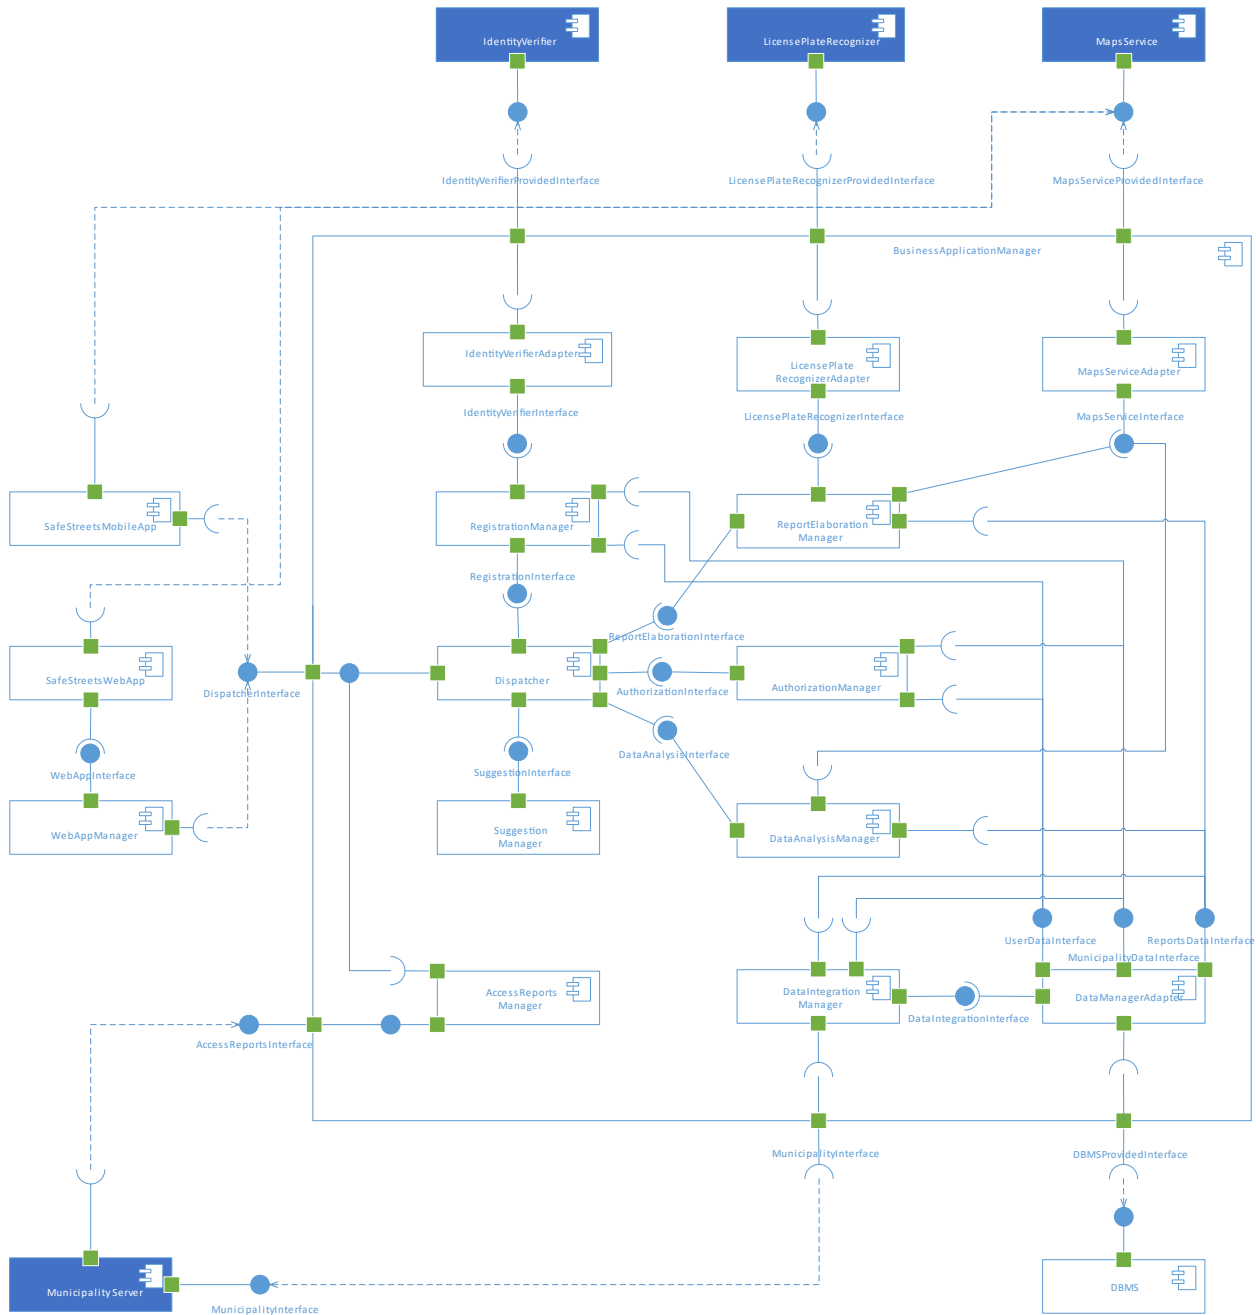 IdentityVerifier
LicensePlateRecognizer
MapsService
IdentityVerifierProvidedInterface
LicensePlateRecognizerProvidedInterface
MapsServiceProvidedInterface
BusinessApplicationManager
IdentityVerifierAdapter
LicensePlate
RecognizerAdapter
MapsServiceAdapter
IdentityVerifierInterface
LicensePlateRecognizerInterface
MapsServiceInterface
SafeStreetsMobileApp
RegistrationManager
ReportElaboration
Manager
RegistrationInterface
ReportElaborationInterface
SafeStreetsWebApp
DispatcherInterface
Dispatcher
AuthorizationInterface
AuthorizationManager
WebAppInterface
SuggestionInterface
DataAnalysisInterface
WebAppManager
Suggestion
Manager
DataAnalysisManager
UserDataInterface
ReportsDataInterface
MunicipalityDataInterface
AccessReports
Manager
DataIntegration
Manager
DataManagerAdapter
DataIntegrationInterface
AccessReportsInterface
MunicipalityInterface
DBMSProvidedInterface
Municipality Server
MunicipalityInterface
DBMS